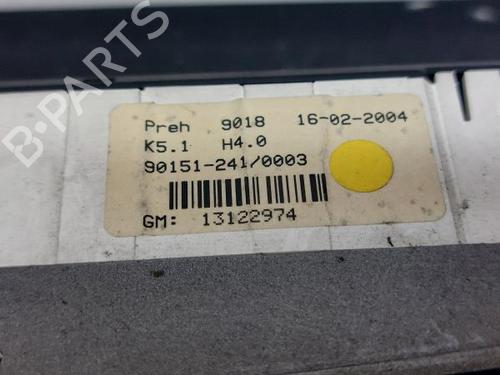 B-PARTS
Preh 9018 16-02-2004
K5.1 H4.0
90151-241/0003
GM: 13122974